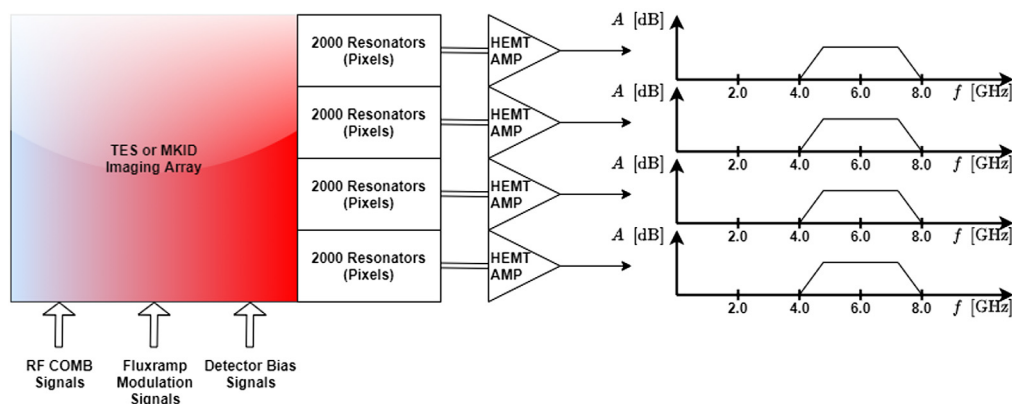 TES or MKID
Imaging Array
2000 Resonators
(Pixels)
2000 Resonators
(Pixels)
2000 Resonators
(Pixels)
2000 Resonators
(Pixels)
HEMT
AMP
HEMT
AMP
HEMT
AMP
HEMT
AMP
A [dB]
2.0 4.0 6.0 8.0 f [GHz]
A [dB]
2.0 4.0 6.0 8.0 f [GHz]
A [dB]
2.0 4.0 6.0 8.0 f [GHz]
A [dB]
2.0 4.0 6.0 8.0 f [GHz]
RF COMB
Signals
Fluxramp
Modulation
Signals
Detector Bias
Signals